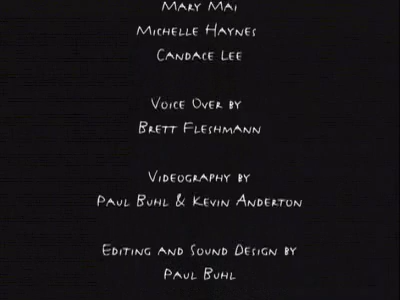 Mary Mai
Michelle Haynes
Candace Lee
Voice Over by
Brett Fleshmann
Videography by
Paul Buhl & Kevin Anderton
Editing and Sound Design by
Paul Buhl